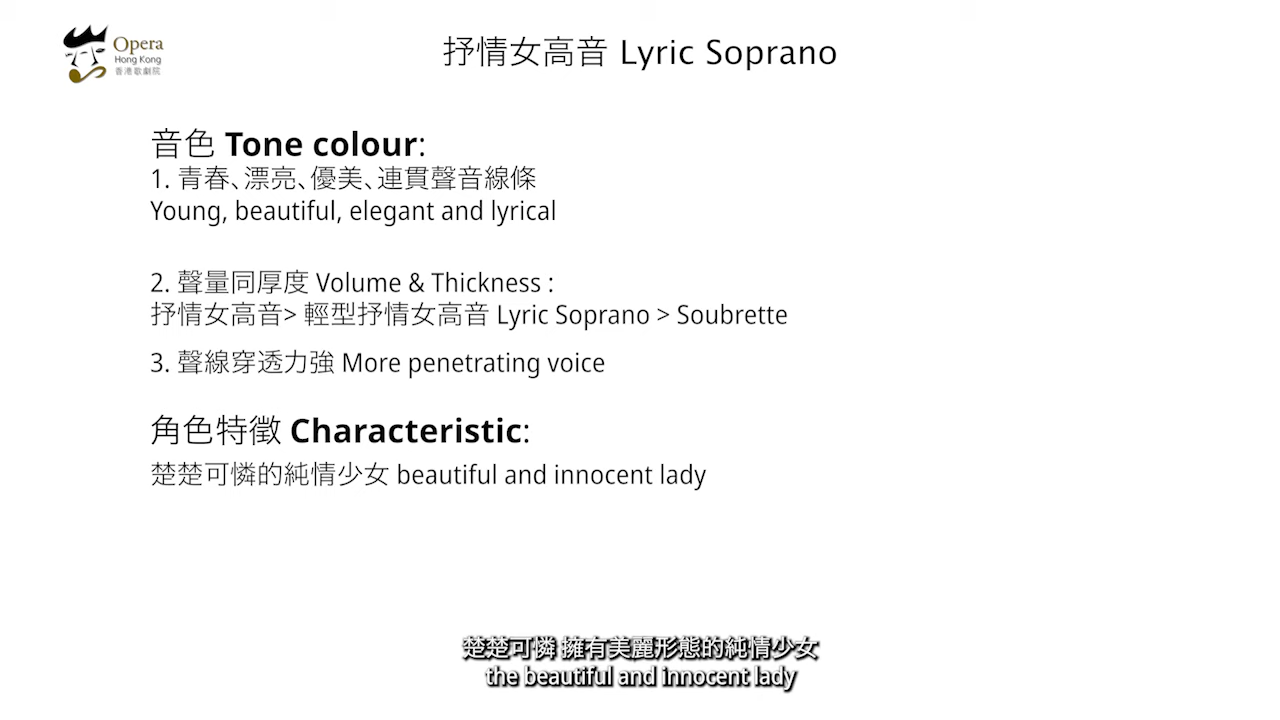 Opera
Hong Kong
香港歌劇院
抒情女高音 Lyric Soprano
音色 Tone colour:
1. 青春、漂亮、優美、連貫聲音線條
Young, beautiful, elegant and lyrical
2. 聲量同厚度 Volume & Thickness :
抒情女高音> 輕型抒情女高音 Lyric Soprano > Soubrette
3. 聲線穿透力強 More penetrating voice
角色特徵 Characteristic:
楚楚可憐的純情少女 beautiful and innocent lady
楚楚可憐 擁有美麗形態的純情少女
the beautiful and innocent lady